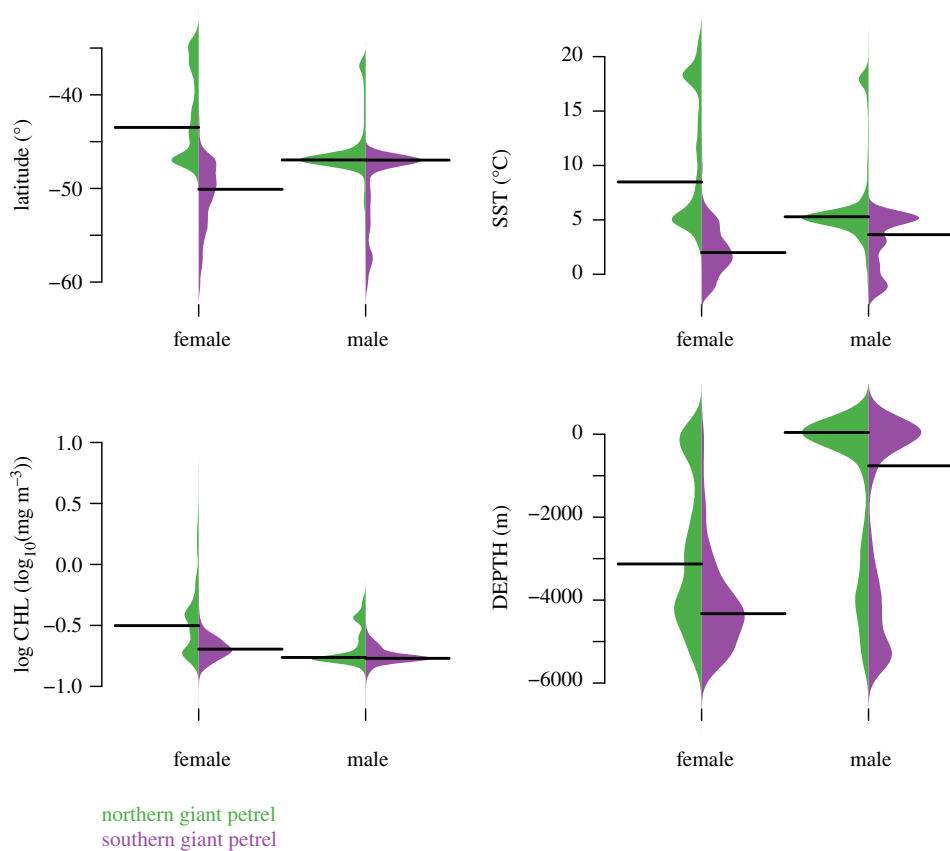 latitude (°)
−40
−50
−60
female
male
SST (°C)
20
15
10
5
0
female
male
log CHL (log10(mg m−3))
1.0
0.5
0.0
−0.5
−1.0
female
male
DEPTH (m)
0
−2000
−4000
−6000
female
male
northern giant petrel
southern giant petrel